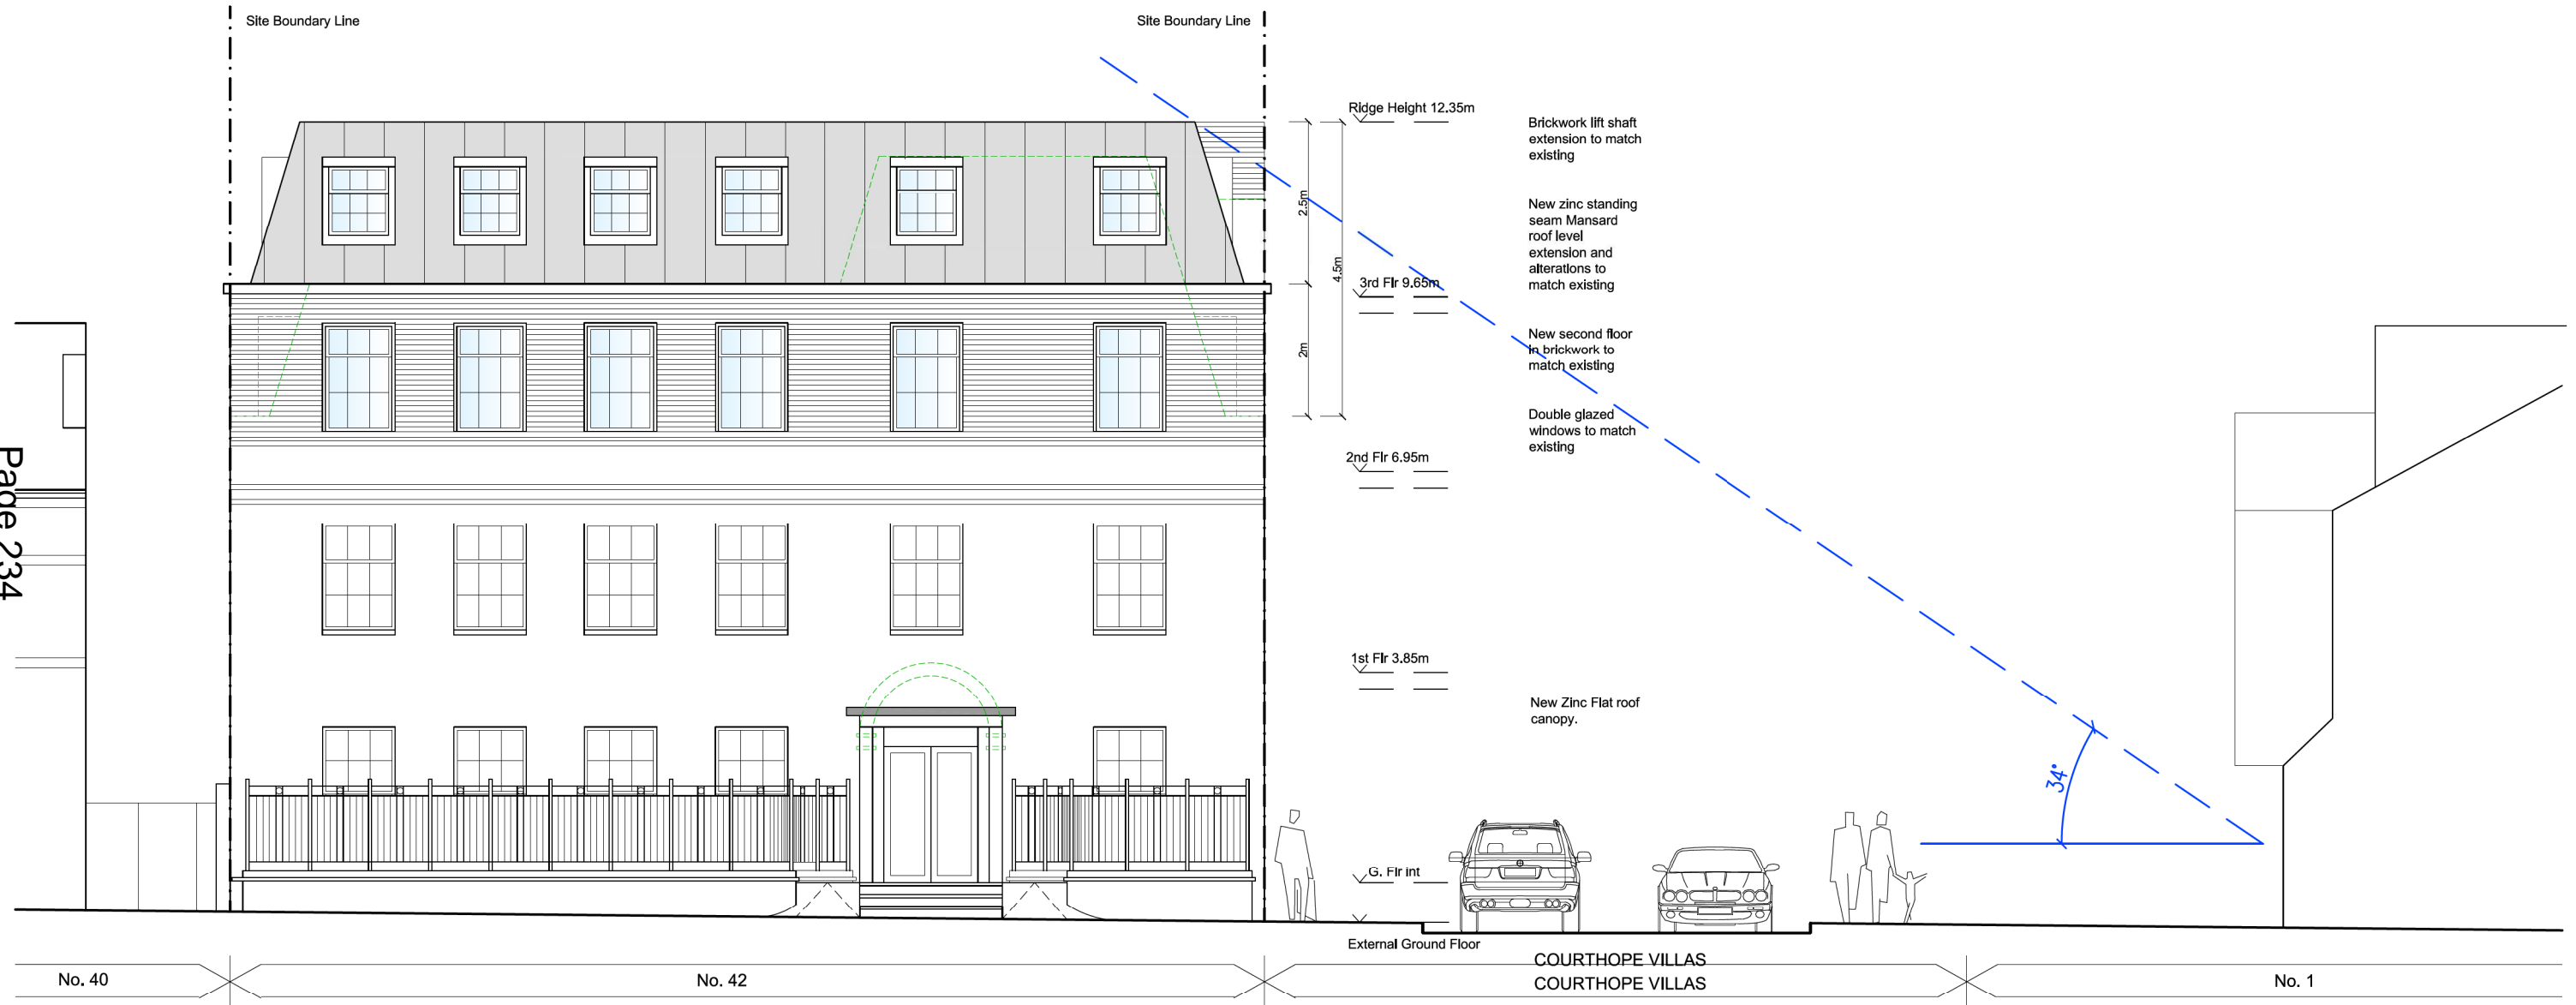 Site Boundary Line
Site Boundary Line
Ridge Height 12.35m
Brickwork lift shaft
extension to match
existing
2.5m
4.5m
New zinc standing
seam Mansard
roof level
extension and
alterations to
match existing
3rd Flr 9.65m
2m
New second floor
in brickwork to
match existing
Double glazed
windows to match
existing
2nd Flr 6.95m
Page 234
1st Flr 3.85m
New Zinc Flat roof
canopy.
34°
G. Flr int
External Ground Floor
COURTHOPE VILLAS
No. 40
No. 42
COURTHOPE VILLAS
No. 1